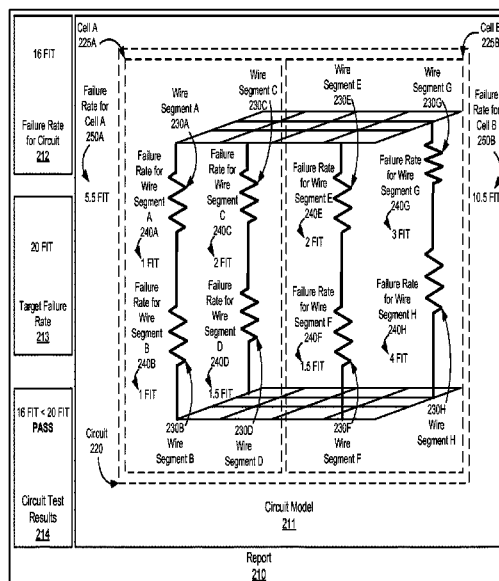 16 FIT
Failure Rate
for Circuit
212
20 FIT
Target Failure
Rate
213
16 FIT < 20 FIT
PASS
Circuit Test
Results
214
Cell A
225A
Failure
Rate for
Cell A
250A
5.5 FIT
Wire
Segment A
230A
Wire
Segment C
230C
Wire
Segment E
230E
Wire
Segment G
230G
225B
Failure
Rate for
Cell B
250B
10.5 FIT
Failure
Rate for
Wire
Segment
A
240A
1 FIT
Failure
Rate for
Wire
Segment
C
240C
2 FIT
Failure
Rate for
Wire
Segment E
240E
2 FIT
Failure Rate
for Wire
Segment
G
240G
3 FIT
Failure
Rate for
Wire
Segment
B
240B
1 FIT
Failure
Rate for
Wire
Segment
D
240D
1.5 FIT
Failure
Rate for
Wire
Segment F
240F
1.5 FIT
Failure Rate
for Wire
Segment H
240H
4 FIT
Circuit
220
230B
Wire
Segment B
230D
Wire
Segment D
230F
Wire
Segment F
230H
Wire
Segment H
Circuit Model
211
Report
210